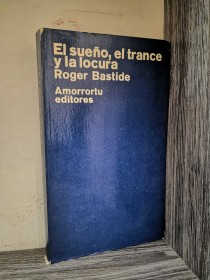 El sueño, el trance
y la locura
Roger Bastide
Amorrortu
editores